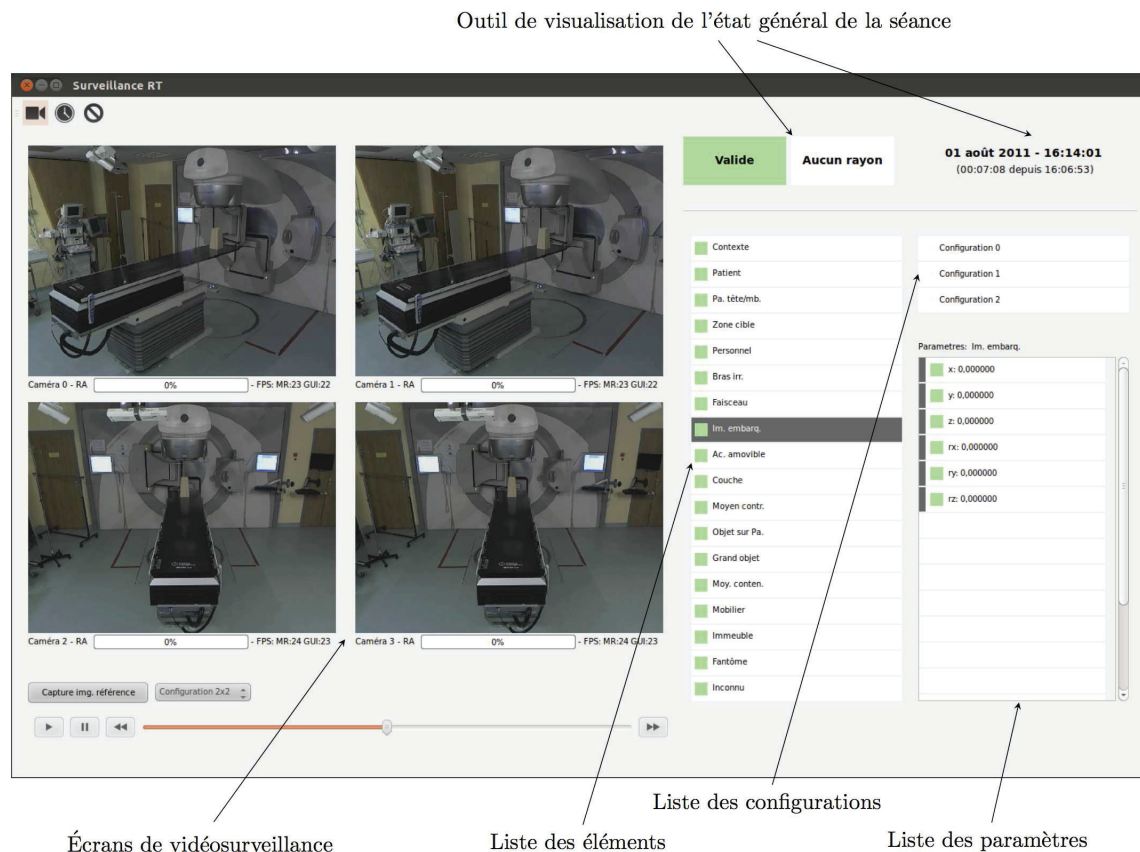 Outil de visualisation de l'état général de la séance
Surveillance RT
Valide
Aucun rayon
01 août 2011 - 16:14:01
(00:07:08 depuis 16:06:53)
Caméra 0 - RA 0% - FPS: MR:23 GUI:22
Caméra 1 - RA 0% - FPS: MR:23 GUI:22
Caméra 2 - RA 0% - FPS: MR:24 GUI:23
Caméra 3 - RA 0% - FPS: MR:24 GUI:23
Capture img. référence
Configuration 2x2
Contexte
Patient
Pa. tête/mb.
Zone cible
Personnel
Bras irr.
Faisceau
Im. embarq.
Ac. amovible
Couche
Moyen contr.
Objet sur Pa.
Grand objet
Moy. conten.
Mobilier
Immeuble
Fantôme
Inconnu
Configuration 0
Configuration 1
Configuration 2
Parametres: Im. embarq.
x: 0,000000
y: 0,000000
z: 0,000000
rx: 0,000000
ry: 0,000000
rz: 0,000000
Liste des configurations
Écrans de vidéosurveillance
Liste des éléments
Liste des paramètres